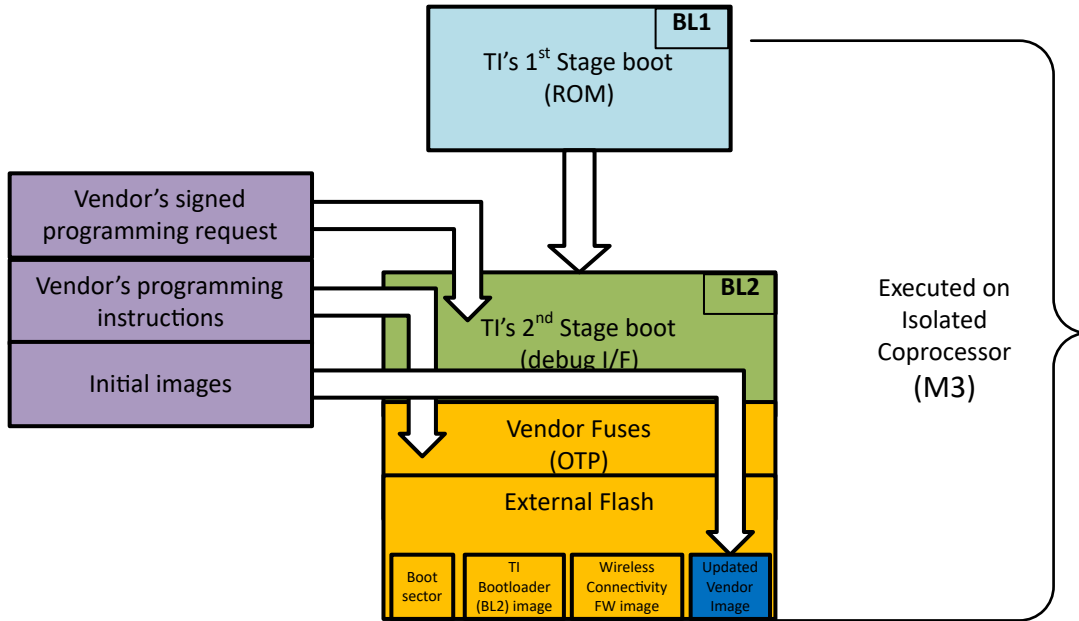 BL1
TI's 1st Stage boot
(ROM)
Vendor's signed
programming request
Vendor's programming
instructions
Initial images
BL2
TI's 2nd Stage boot
(debug I/F)
Vendor Fuses
(OTP)
External Flash
Boot
sector
TI
Bootloader
(BL2) image
Wireless
Connectivity
FW image
Updated
Vendor
Image
Executed on
Isolated
Coprocessor
(M3)